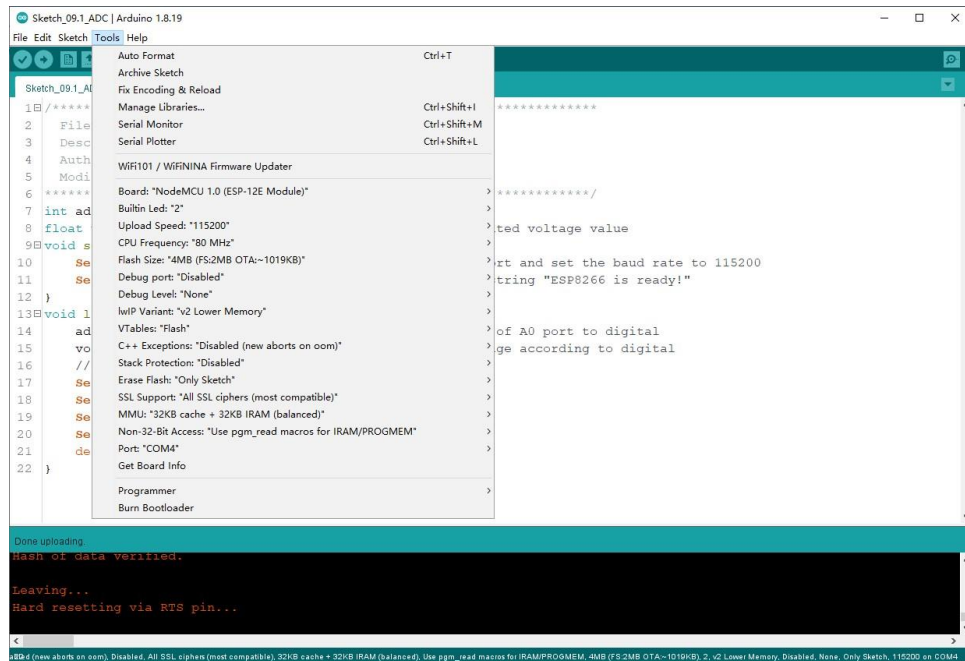 Sketch_09.1_ADC | Arduino 1.8.19
File Edit Sketch Tools Help
Auto Format Ctrl+T
Archive Sketch
Fix Encoding & Reload
Manage Libraries... Ctrl+Shift+I
Serial Monitor Ctrl+Shift+M
Serial Plotter Ctrl+Shift+L
WiFi101 / WiFiNINA Firmware Updater
Board: "NodeMCU 1.0 (ESP-12E Module)"
Builtin Led: "2"
Upload Speed: "115200"
CPU Frequency: "80 MHz"
Flash Size: "4MB (FS:2MB OTA:~1019KB)"
Debug port: "Disabled"
Debug Level: "None"
lwIP Variant: "v2 Lower Memory"
VTables: "Flash"
C++ Exceptions: "Disabled (new aborts on oom)"
Stack Protection: "Disabled"
Erase Flash: "Only Sketch"
SSL Support: "All SSL ciphers (most compatible)"
MMU: "32KB cache + 32KB IRAM (balanced)"
Non-32-Bit Access: "Use pgm_read macros for IRAM/PROGMEM"
Port: "COM4"
Get Board Info
Programmer
Burn Bootloader
Sketch_09.1_AD
1 /***** *************
2 File
3 Desc
4 Auth
5 Modi
6 ***** ************/
7 int ad
8 float ted voltage value
9 void s
10 Se rt and set the baud rate to 115200
11 Se tring "ESP8266 is ready!"
12 }
13 void l
14 ad of A0 port to digital
15 vo ge according to digital
16 //
17 Se
18 Se
19 Se
20 Se
21 de
22 }
Done uploading.
Hash of data verified.
Leaving...
Hard resetting via RTS pin...
(new aborts on oom), Disabled, All SSL ciphers (most compatible), 32KB cache + 32KB IRAM (balanced), Use pgm_read macros for IRAM/PROGMEM, 4MB (FS:2MB OTA:~1019KB), 2, v2 Lower Memory, Disabled, None, Only Sketch, 115200 on COM4